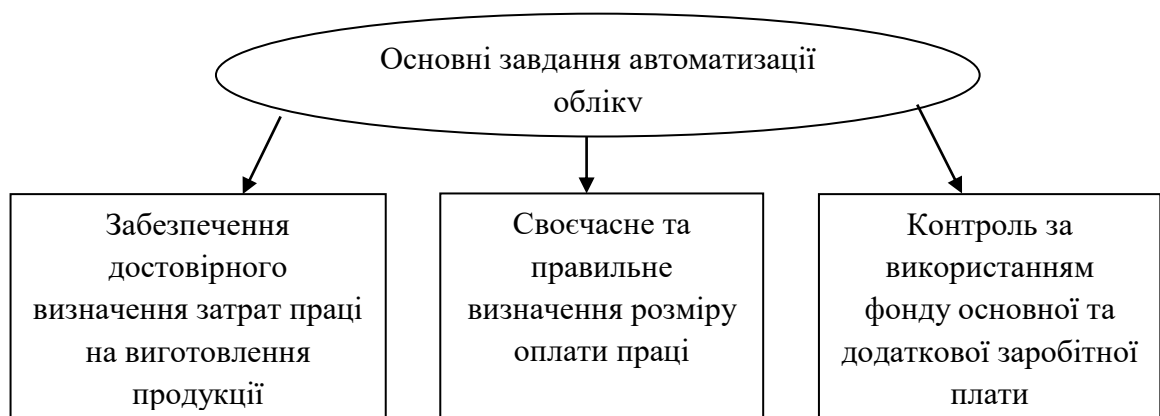 Основні завдання автоматизації
обліку
Забезпечення
достовірного
визначення затрат праці
на виготовлення
продукції
Своєчасне та
правильне
визначення розміру
оплати праці
Контроль за
використанням
фонду основної та
додаткової заробітної
плати